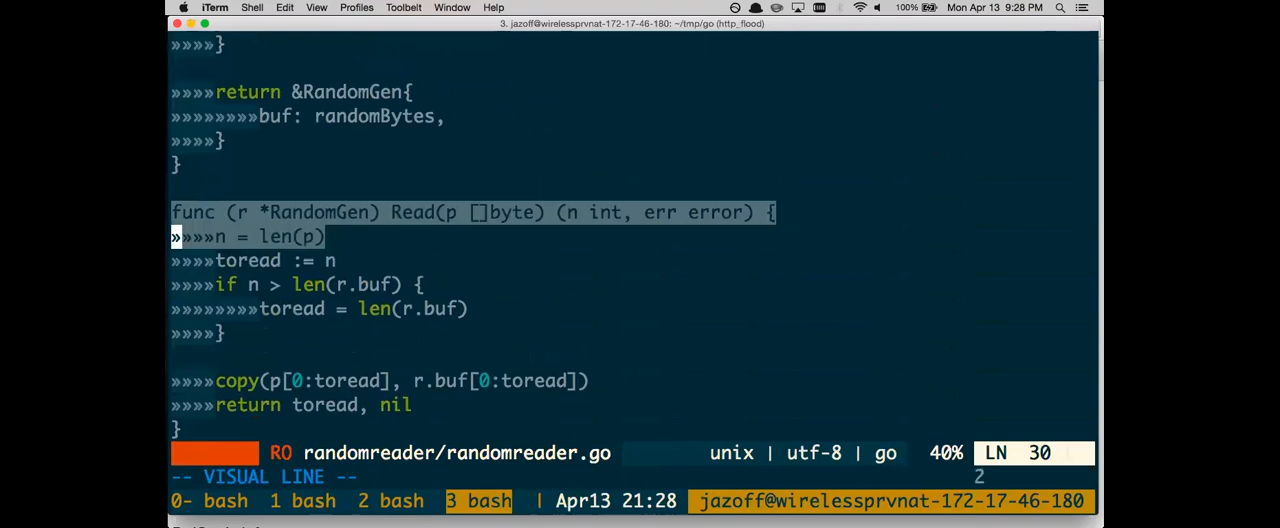 iTerm Shell Edit View Profiles Toolbelt Window Help 100% Mon Apr 13 9:28 PM
3. jazoff@wirelessprvnat-172-17-46-180: ~/tmp/go (http_flood)
»»»»}
»»»»return &RandomGen{
»»»»»»»»buf: randomBytes,
»»»»}
}
func (r *RandomGen) Read(p []byte) (n int, err error) {
»»»»n = len(p)
»»»»toread := n
»»»»if n > len(r.buf) {
»»»»»»»»toread = len(r.buf)
»»»»}
»»»»copy(p[0:toread], r.buf[0:toread])
»»»»return toread, nil
}
RO randomreader/randomreader.go unix | utf-8 | go 40% LN 30
-- VISUAL LINE -- 2
0- bash 1 bash 2 bash 3 bash | Apr13 21:28 jazoff@wirelessprvnat-172-17-46-180